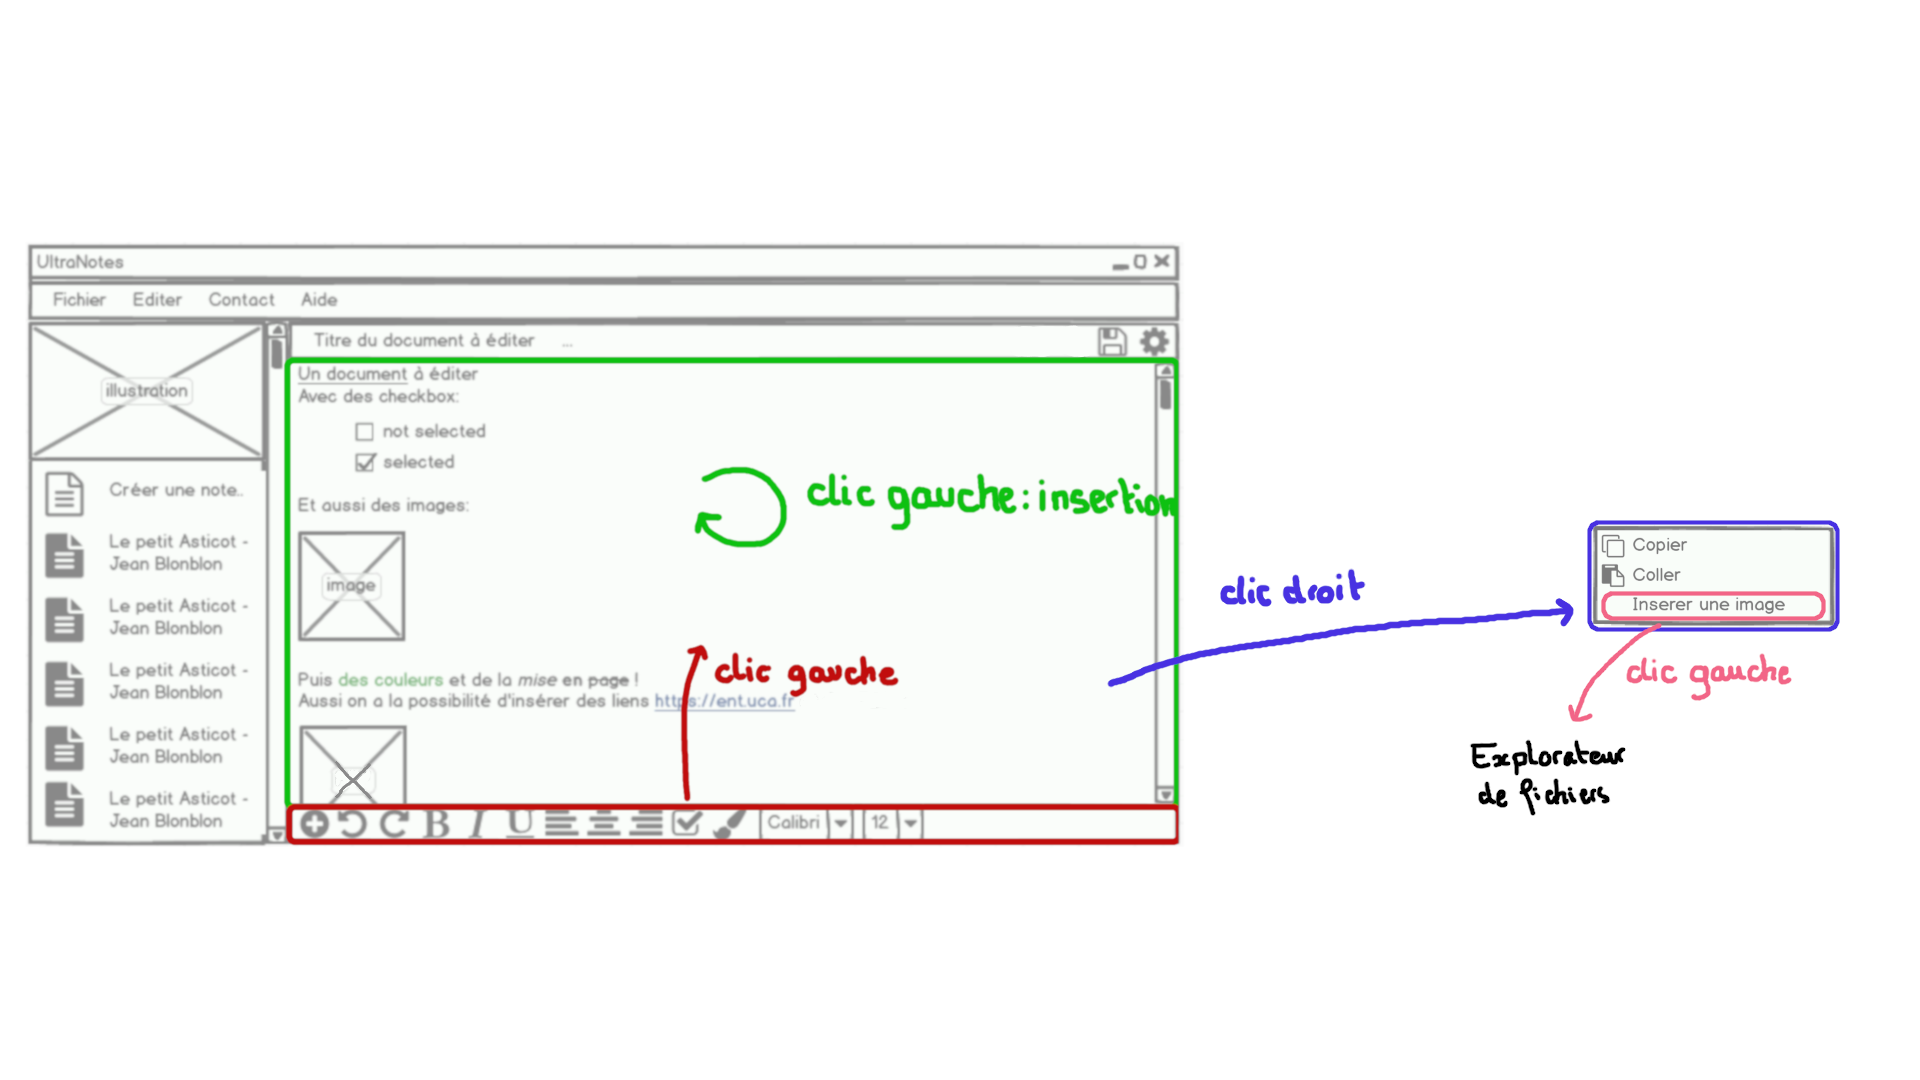 UltraNotes
Fichier Editer Contact Aide
illustration
Créer une note..
Le petit Asticot -
Jean Blonblon
Le petit Asticot -
Jean Blonblon
Le petit Asticot -
Jean Blonblon
Le petit Asticot -
Jean Blonblon
Le petit Asticot -
Jean Blonblon
Titre du document à éditer ...
Un document à éditer
Avec des checkbox:
not selected
selected
Et aussi des images:
image
clic gauche: insertion
clic gauche
Puis des couleurs et de la mise en page !
Aussi on a la possibilité d'insérer des liens https://ent.uca.fr
B I U Calibri 12
clic droit
Copier
Coller
Inserer une image
clic gauche
Explorateur
de fichiers